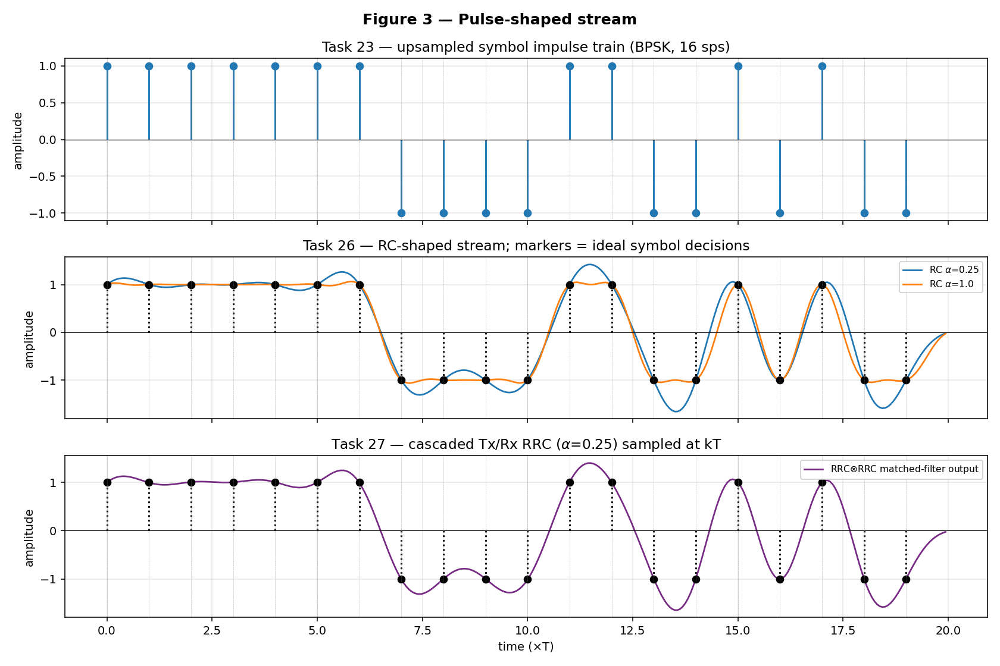 Figure 3 — Pulse-shaped stream
Task 23 — upsampled symbol impulse train (BPSK, 16 sps)
amplitude
1.0
0.5
0.0
−0.5
−1.0
Task 26 — RC-shaped stream; markers = ideal symbol decisions
amplitude
1
0
−1
RC α=0.25
RC α=1.0
Task 27 — cascaded Tx/Rx RRC (α=0.25) sampled at kT
amplitude
1
0
−1
RRC⊗RRC matched-filter output
0.0 2.5 5.0 7.5 10.0 12.5 15.0 17.5 20.0
time (×T)